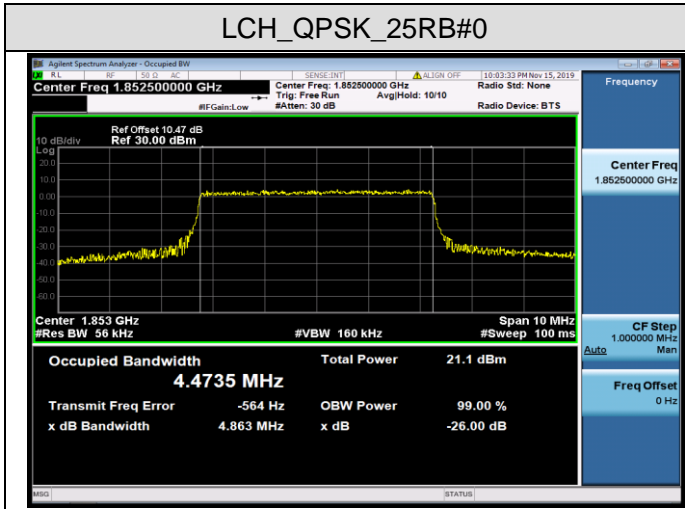 LCH_QPSK_25RB#0
Agilent Spectrum Analyzer - Occupied BW
RL RF 50 Ω AC SENSE:INT ALIGN OFF 10:03:33 PM Nov 15, 2019
Center Freq 1.852500000 GHz
Center Freq: 1.852500000 GHz
Radio Std: None
Trig: Free Run Avg|Hold: 10/10
#IFGain:Low #Atten: 30 dB Radio Device: BTS
Frequency
Ref Offset 10.47 dB
10 dB/div Ref 30.00 dBm
Log
20.0
10.0
0.00
-10.0
-20.0
-30.0
-40.0
-50.0
-60.0
Center 1.853 GHz Span 10 MHz
#Res BW 56 kHz #VBW 160 kHz #Sweep 100 ms
Occupied Bandwidth Total Power 21.1 dBm
4.4735 MHz
Transmit Freq Error -564 Hz OBW Power 99.00 %
x dB Bandwidth 4.863 MHz x dB -26.00 dB
Center Freq
1.852500000 GHz
CF Step
1.000000 MHz
Auto Man
Freq Offset
0 Hz
MSG STATUS